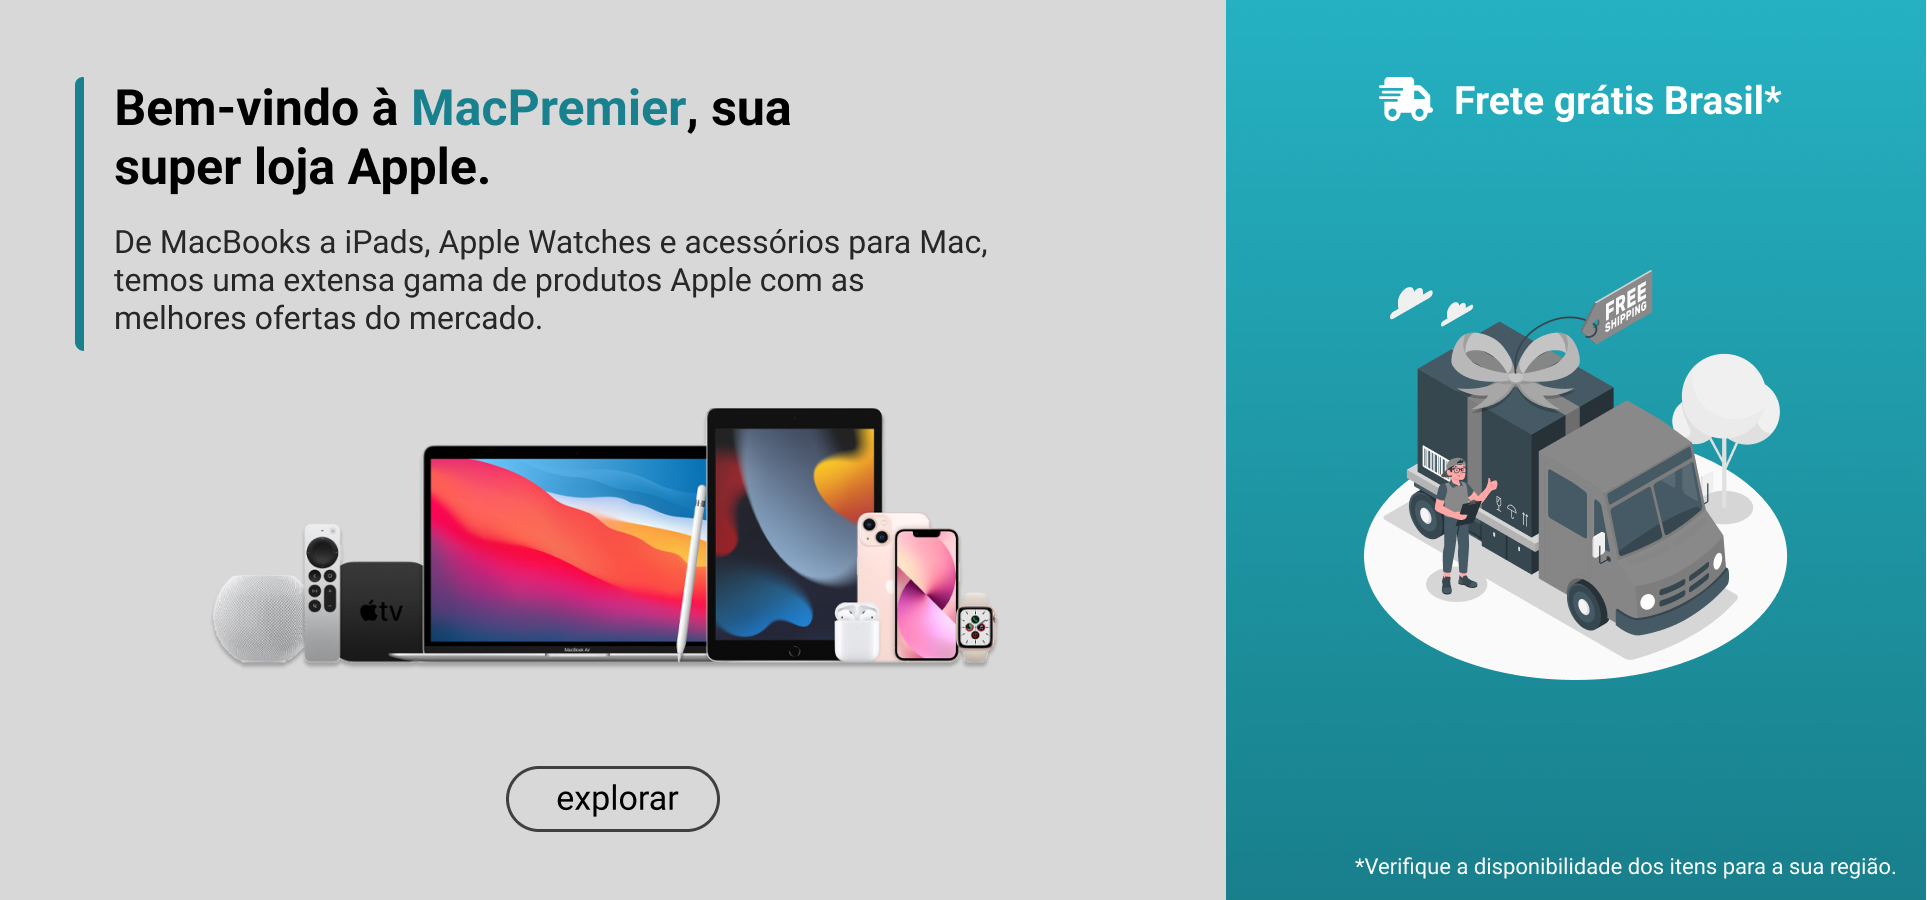 Bem-vindo à MacPremier, sua
super loja Apple.
De MacBooks a iPads, Apple Watches e acessórios para Mac,
temos uma extensa gama de produtos Apple com as
melhores ofertas do mercado.
tv
MacBook Air
explorar
Frete grátis Brasil*
FREE
SHIPPING
*Verifique a disponibilidade dos itens para a sua região.